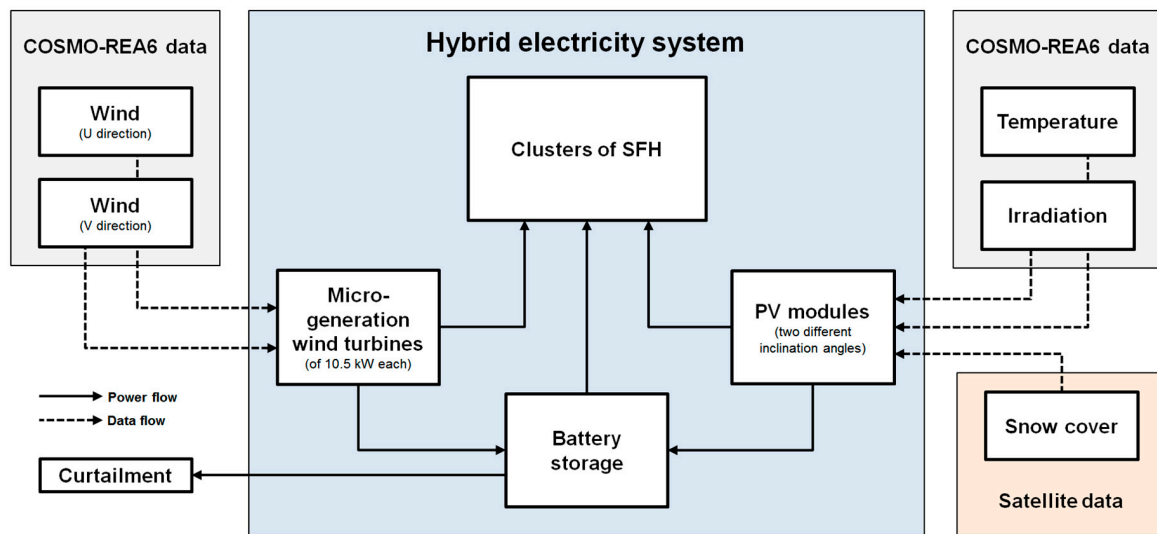 COSMO-REA6 data
Wind
(U direction)
Wind
(V direction)
Hybrid electricity system
Clusters of SFH
Micro-
generation
wind turbines
(of 10.5 kW each)
PV modules
(two different
inclination angles)
Battery
storage
COSMO-REA6 data
Temperature
Irradiation
Snow cover
Satellite data
Power flow
Data flow
Curtailment